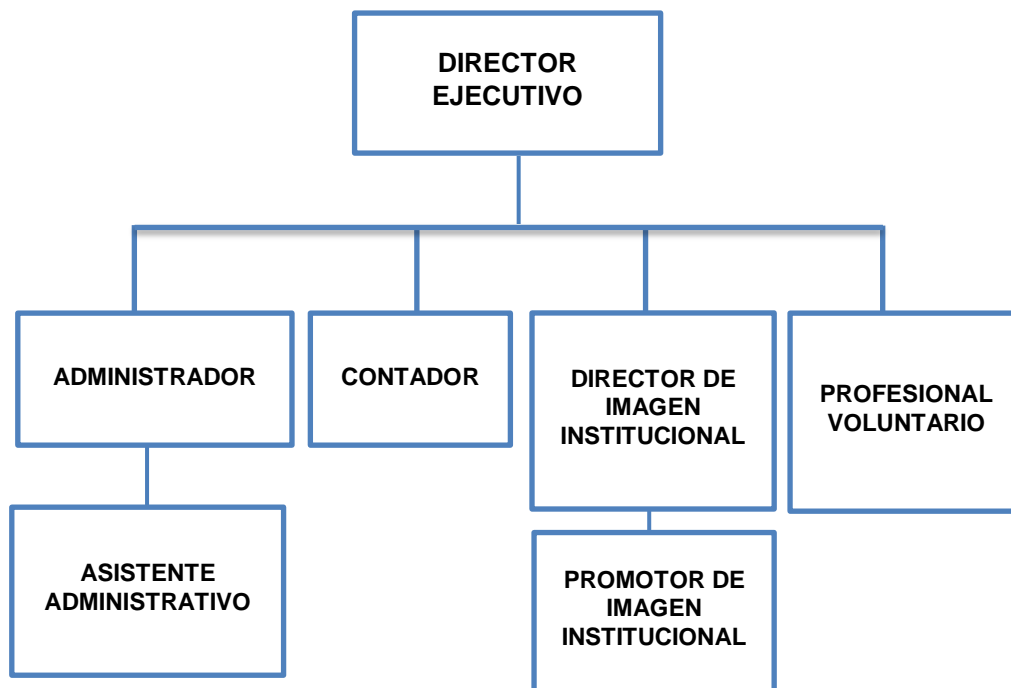 DIRECTOR
EJECUTIVO
ADMINISTRADOR
CONTADOR
DIRECTOR DE
IMAGEN
INSTITUCIONAL
PROFESIONAL
VOLUNTARIO
ASISTENTE
ADMINISTRATIVO
PROMOTOR DE
IMAGEN
INSTITUCIONAL